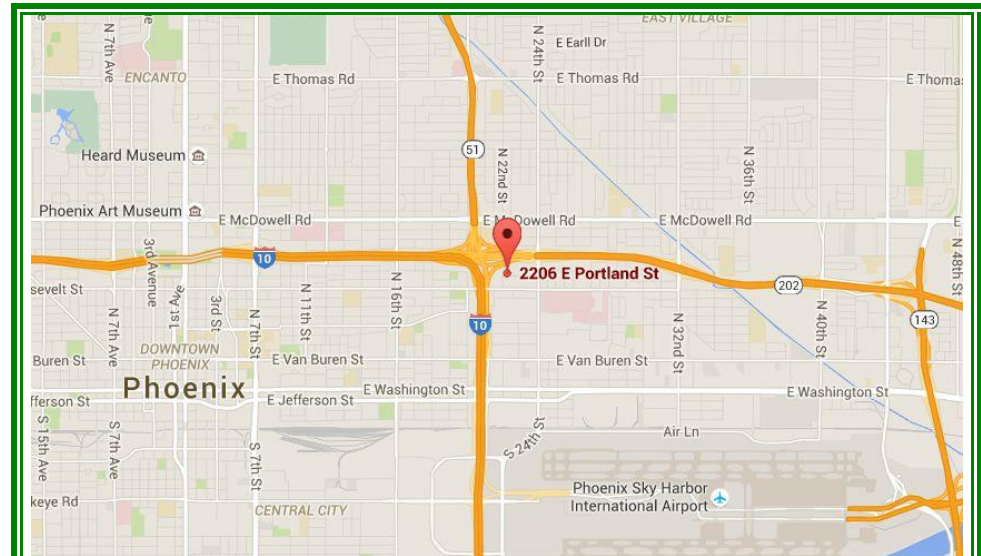 EAST VILLAGE
N 7th Ave
N 24th St
E Earll Dr
ENCANTO
E Thomas Rd
E Thomas Rd
E Thoma
51
Heard Museum
N 22nd St
N 36th St
Phoenix Art Museum
E McDowell Rd
E McDowell Rd
E McDowell Rd
E
3rd Avenue
10
2206 E Portland St
N 48th St
sevelt St
1st Ave
3rd St
N 11th St
N 16th St
202
N 7th Ave
N 7th St
10
N 32nd St
N 40th St
143
DOWNTOWN
PHOENIX
Buren St
E Van Buren St
E Van Buren St
Phoenix
E Washington St
E Washington St
fferson St
E Jefferson St
S 15th Ave
S 7th Ave
S 7th St
S 24th St
Air Ln
Phoenix Sky Harbor
International Airport
keye Rd
CENTRAL CITY